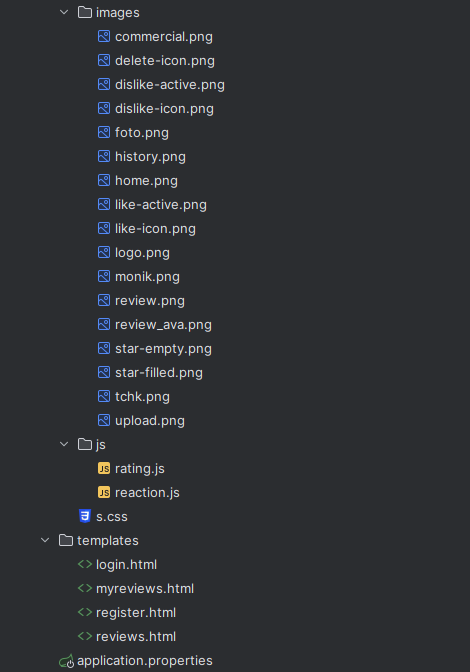 images
commercial.png
delete-icon.png
dislike-active.png
dislike-icon.png
foto.png
history.png
home.png
like-active.png
like-icon.png
logo.png
monik.png
review.png
review_ava.png
star-empty.png
star-filled.png
tchk.png
upload.png
js
JS rating.js
JS reaction.js
s.css
templates
login.html
myreviews.html
register.html
reviews.html
application.properties